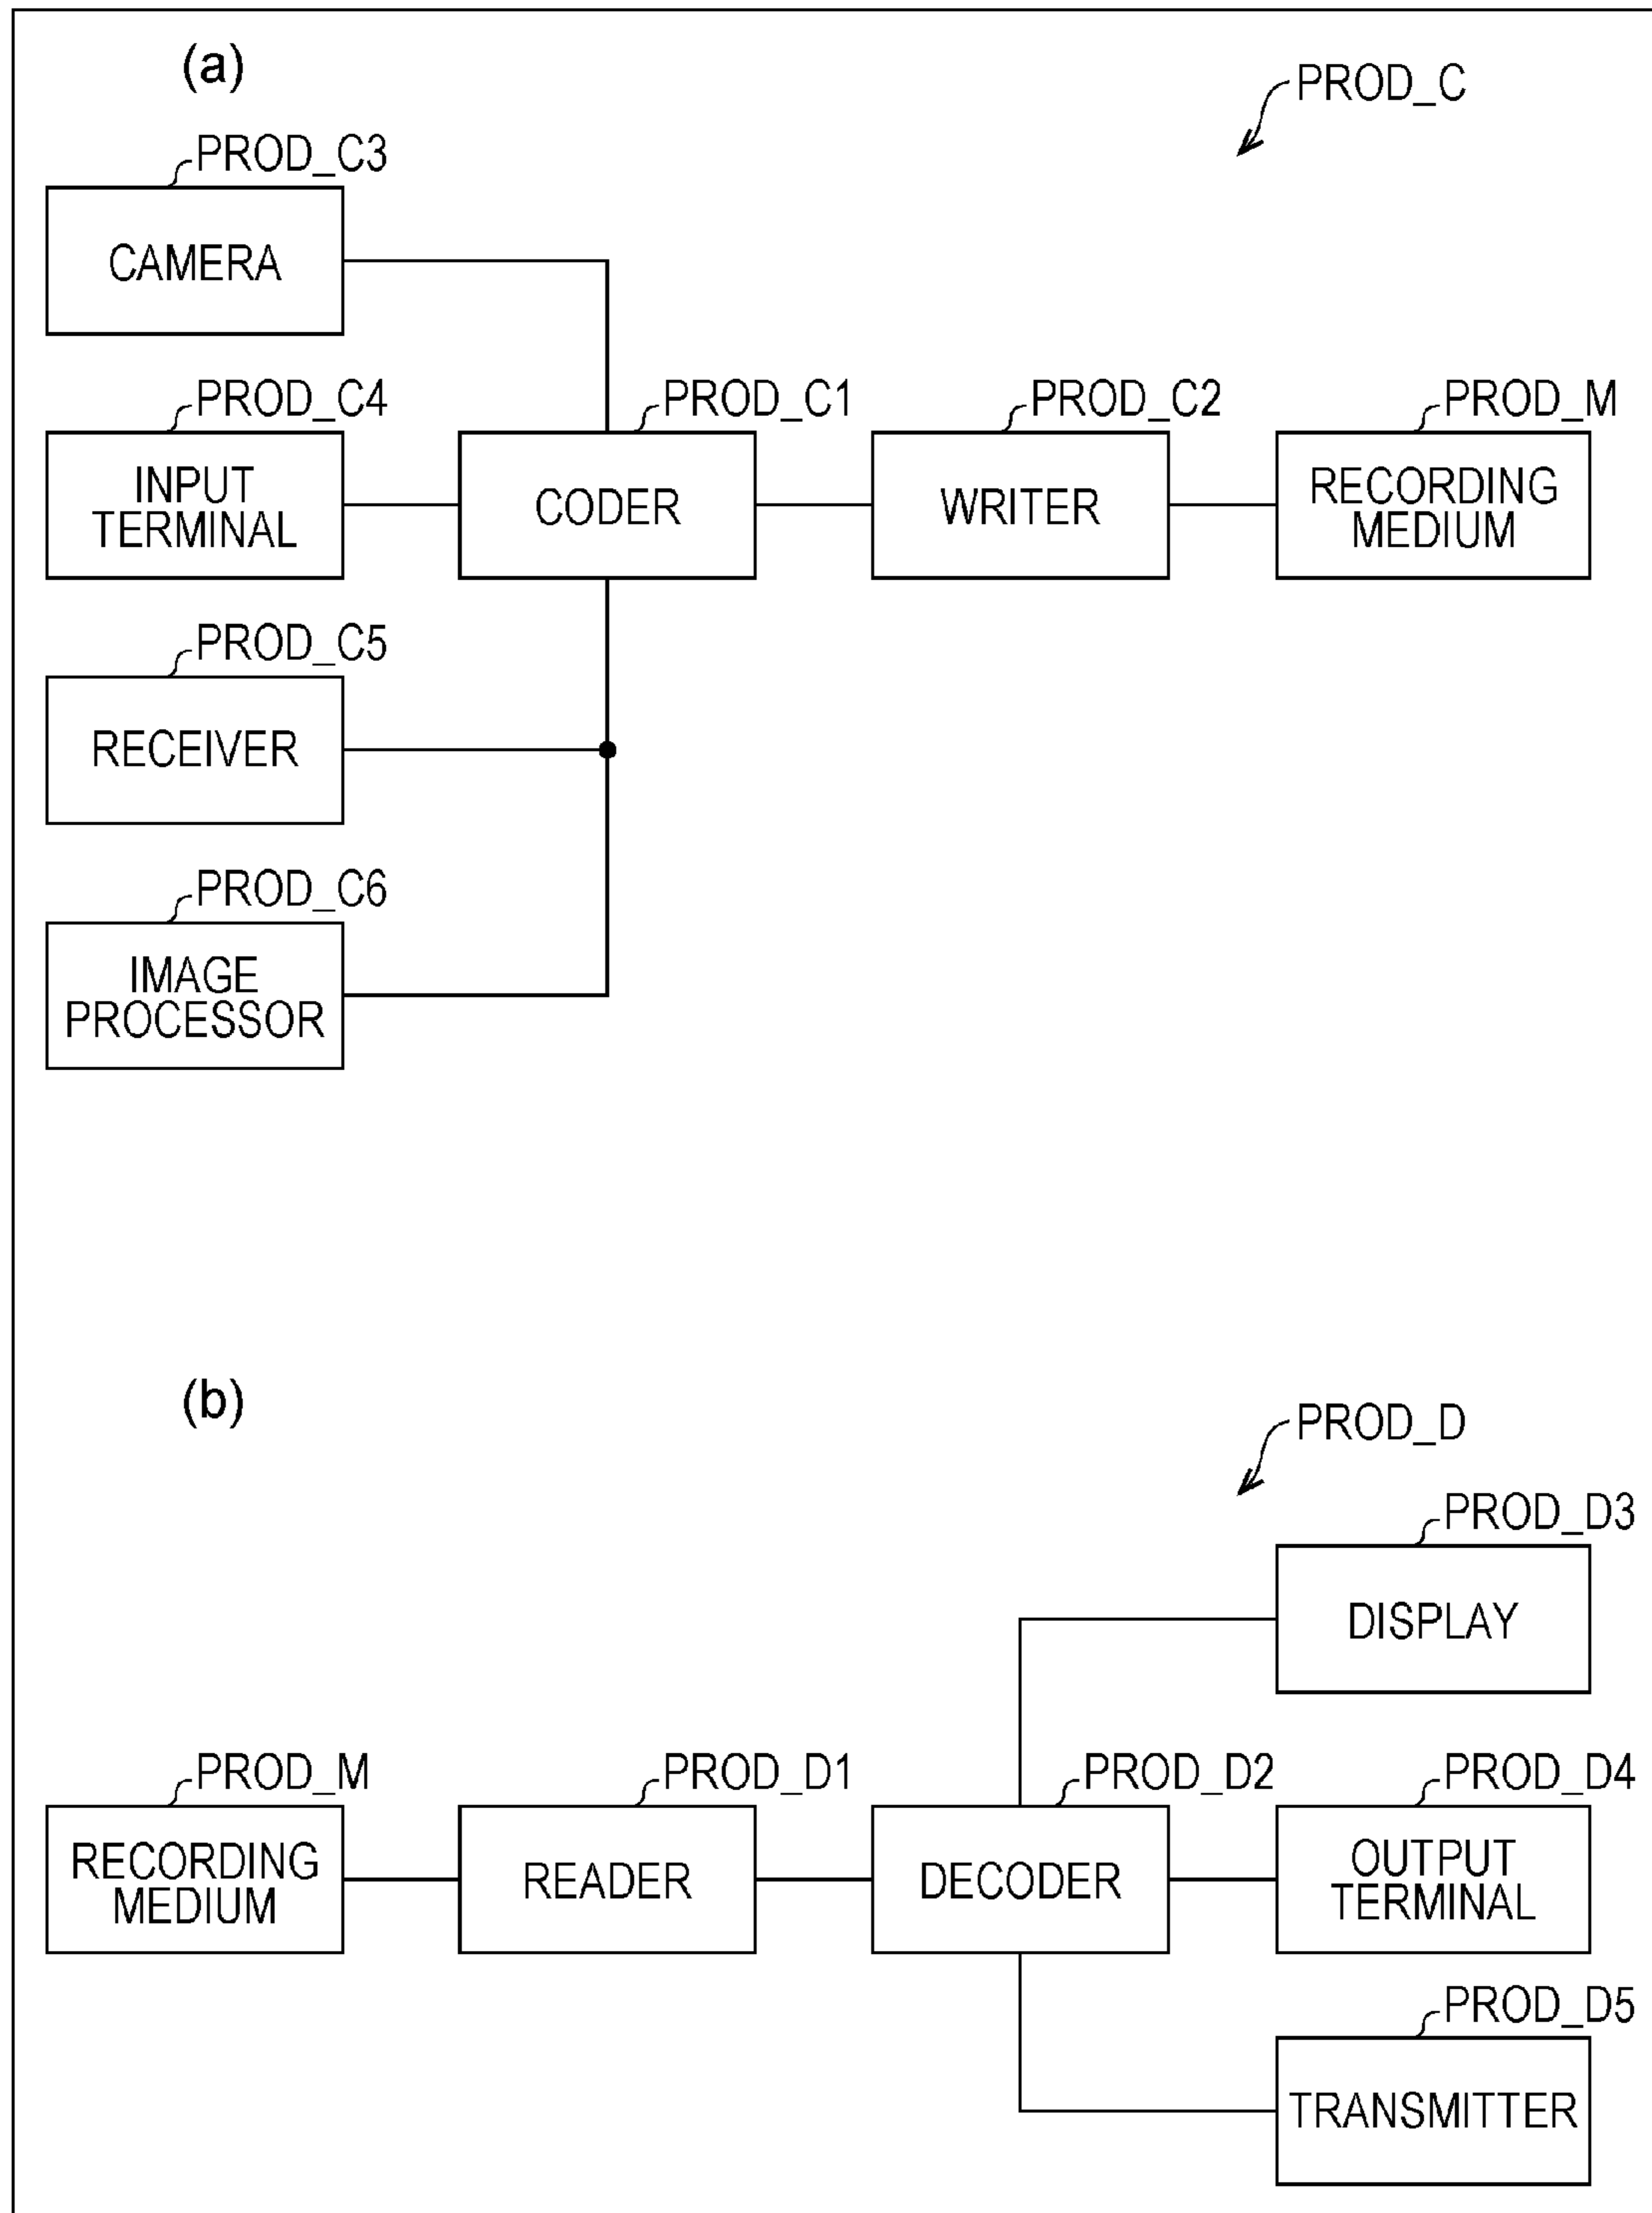 (a)
PROD_C
PROD_C3
CAMERA
PROD_C4
INPUT
TERMINAL
PROD_C1
CODER
PROD_C2
WRITER
PROD_M
RECORDING
MEDIUM
PROD_C5
RECEIVER
PROD_C6
IMAGE
PROCESSOR
(b)
PROD_D
PROD_D3
DISPLAY
PROD_M
RECORDING
MEDIUM
PROD_D1
READER
PROD_D2
DECODER
PROD_D4
OUTPUT
TERMINAL
PROD_D5
TRANSMITTER